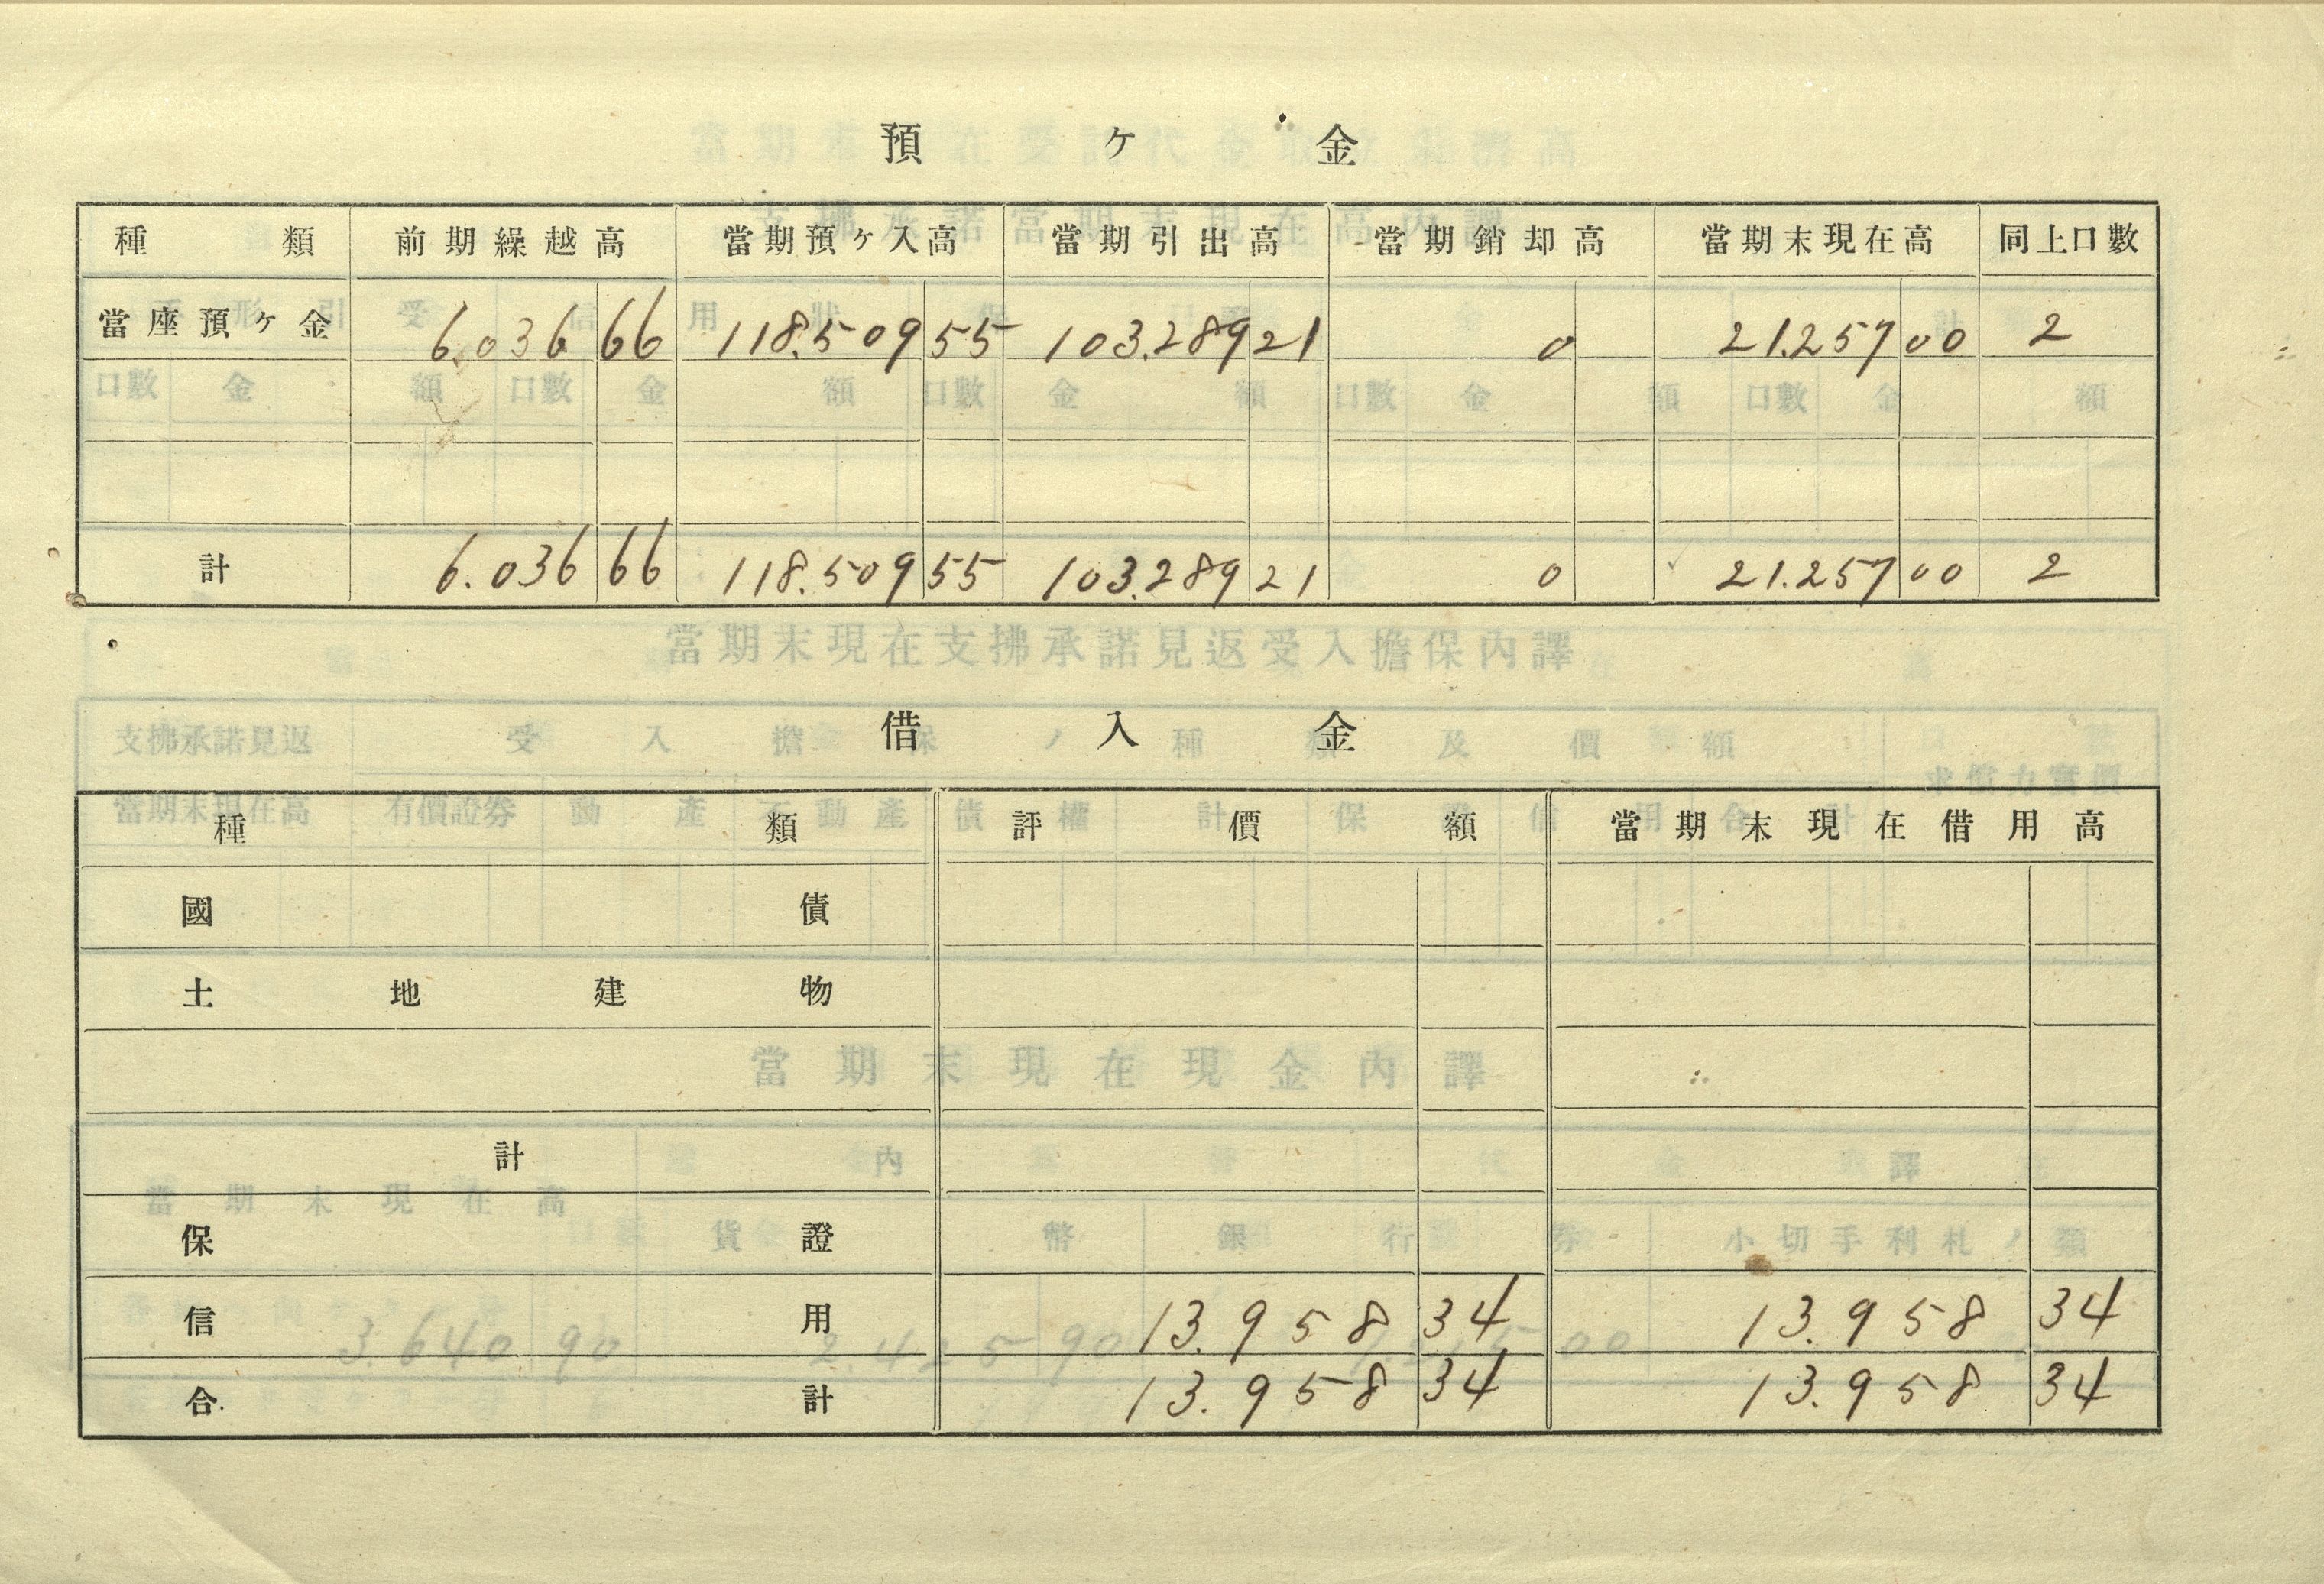 預ケ金
種類 前期繰越高 當期預ヶ入高 當期引出高 當期銷却高 當期末現在高 同上口數
當座預ヶ金 6.036 66 118.509 55 103.289 21 0 21.257 00 2
計 6.036 66 118.509 55 103.289 21 0 21.257 00 2
借入金
種類 評價額 當期末現在借用高
國債
土地建物
計
保證
信用 13.958 34 13.958 34
合計 13.958 34 13.958 34